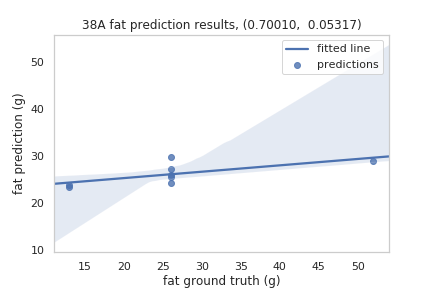 38A fat prediction results, (0.70010,  0.05317)
fitted line
predictions
fat prediction (g)
50
40
30
20
10
15 20 25 30 35 40 45 50
fat ground truth (g)